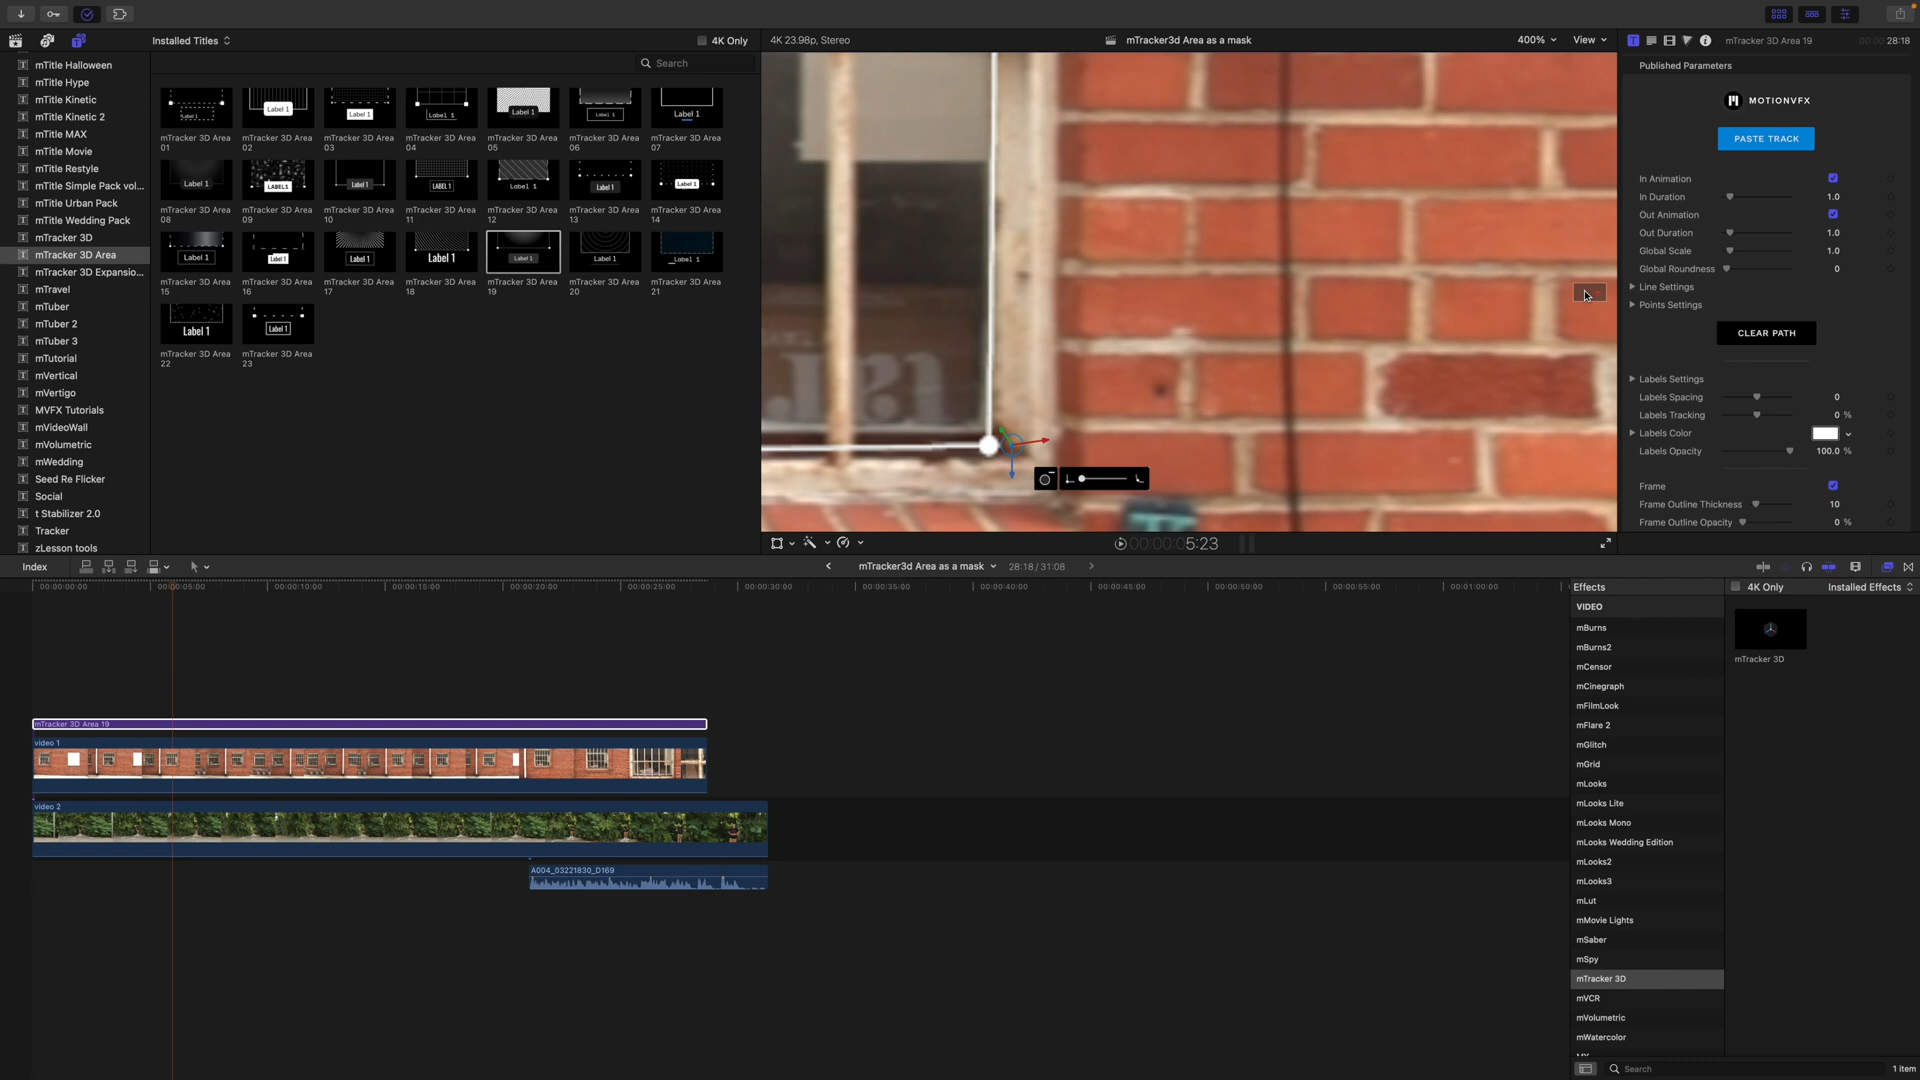 Installed Titles
4K Only
4K 23.98p, Stereo
mTracker3d Area as a mask
400%
View
mTracker 3D Area 19
28:18
Search
mTitle Halloween
mTitle Hype
mTitle Kinetic
mTitle Kinetic 2
mTitle MAX
mTitle Movie
mTitle Restyle
mTitle Simple Pack vol...
mTitle Urban Pack
mTitle Wedding Pack
mTracker 3D
mTracker 3D Area
mTracker 3D Expansio...
mTravel
mTuber
mTuber 2
mTuber 3
mTutorial
mVertical
mVertigo
MVFX Tutorials
mVideoWall
mVolumetric
mWedding
Seed Re Flicker
Social
t Stabilizer 2.0
Tracker
zLesson tools
Label 1
Label 1
Label 1
Label 1
Label 1
Label 1
Label 1
mTracker 3D Area 01
mTracker 3D Area 02
mTracker 3D Area 03
mTracker 3D Area 04
mTracker 3D Area 05
mTracker 3D Area 06
mTracker 3D Area 07
Label 1
LABEL 1
Label 1
LABEL 1
Label 1
Label 1
Label 1
mTracker 3D Area 08
mTracker 3D Area 09
mTracker 3D Area 10
mTracker 3D Area 11
mTracker 3D Area 12
mTracker 3D Area 13
mTracker 3D Area 14
Label 1
Label 1
Label 1
Label 1
Label 1
Label 1
Label 1
mTracker 3D Area 15
mTracker 3D Area 16
mTracker 3D Area 17
mTracker 3D Area 18
mTracker 3D Area 19
mTracker 3D Area 20
mTracker 3D Area 21
Label 1
Label 1
mTracker 3D Area 22
mTracker 3D Area 23
Published Parameters
MOTIONVFX
PASTE TRACK
In Animation
In Duration 1.0
Out Animation
Out Duration 1.0
Global Scale 1.0
Global Roundness 0
Line Settings
Points Settings
CLEAR PATH
Labels Settings
Labels Spacing 0
Labels Tracking 0 %
Labels Color
Labels Opacity 100.0 %
Frame
Frame Outline Thickness 10
Frame Outline Opacity 0 %
00:00:05:23
Index
mTracker3d Area as a mask
28:18 / 31:08
00:00:00:00
00:00:05:00
00:00:10:00
00:00:15:00
00:00:20:00
00:00:25:00
00:00:30:00
00:00:35:00
00:00:40:00
00:00:45:00
00:00:50:00
00:00:55:00
00:01:00:00
mTracker 3D Area 19
video 1
video 2
A004_03221830_D169
Effects
4K Only
Installed Effects
VIDEO
mBurns
mBurns2
mCensor
mCinegraph
mFilmLook
mFlare 2
mGlitch
mGrid
mLooks
mLooks Lite
mLooks Mono
mLooks Wedding Edition
mLooks2
mLooks3
mLut
mMovie Lights
mSaber
mSpy
mTracker 3D
mVCR
mVolumetric
mWatercolor
mTracker 3D
Search
1 item